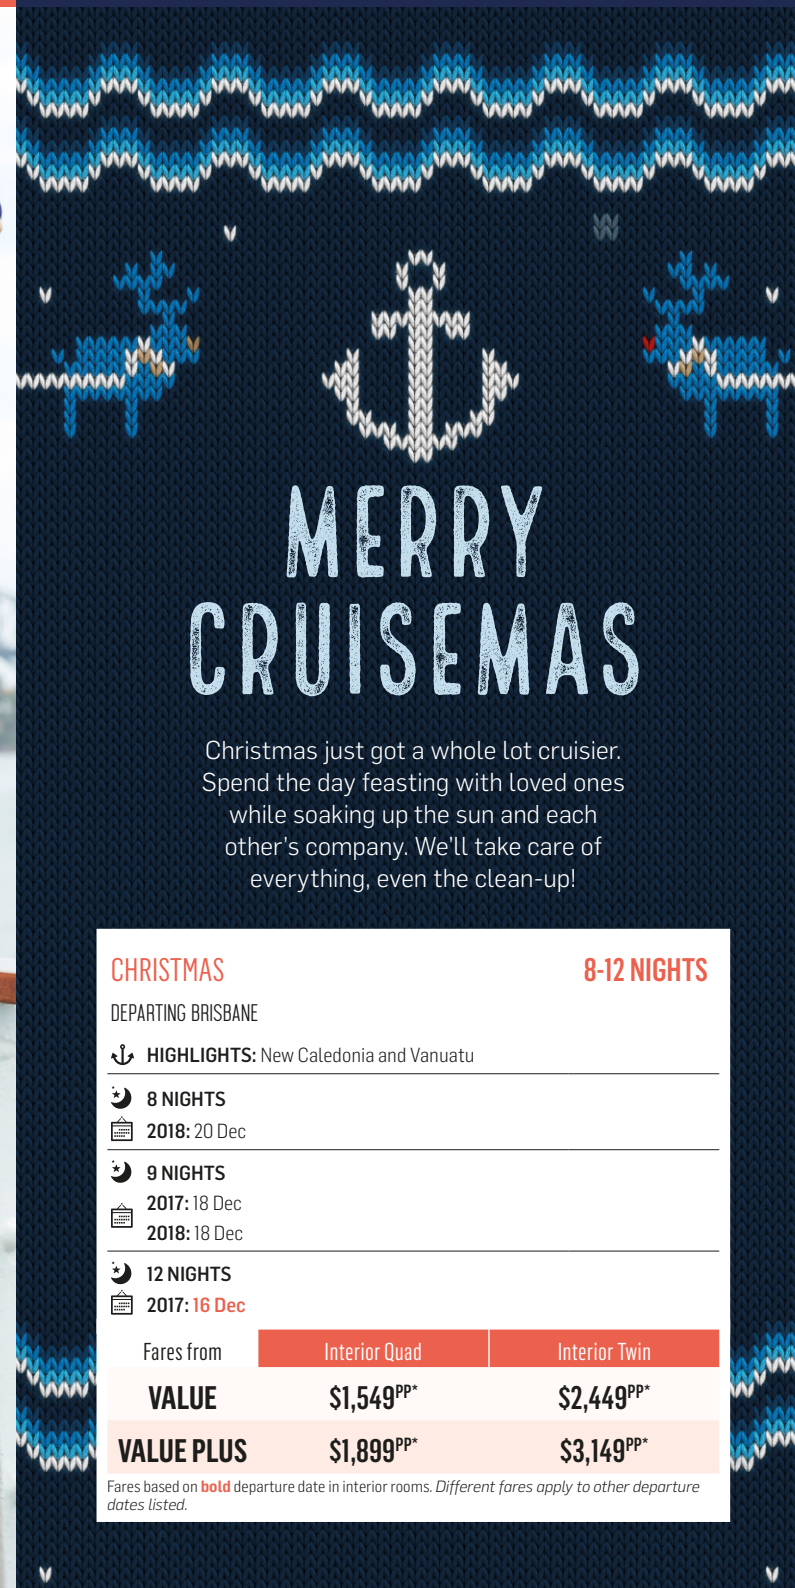 MERRY
CRUISEMAS
Christmas just got a whole lot cruisier.
Spend the day feasting with loved ones
while soaking up the sun and each
other's company. We'll take care of
everything, even the clean-up!
CHRISTMAS 8-12 NIGHTS
DEPARTING BRISBANE
HIGHLIGHTS: New Caledonia and Vanuatu
8 NIGHTS
2018: 20 Dec
9 NIGHTS
2017: 18 Dec
2018: 18 Dec
12 NIGHTS
2017: 16 Dec
Fares from Interior Quad Interior Twin
VALUE $1,549PP* $2,449PP*
VALUE PLUS $1,899PP* $3,149PP*
Fares based on bold departure date in interior rooms. Different fares apply to other departure
dates listed.